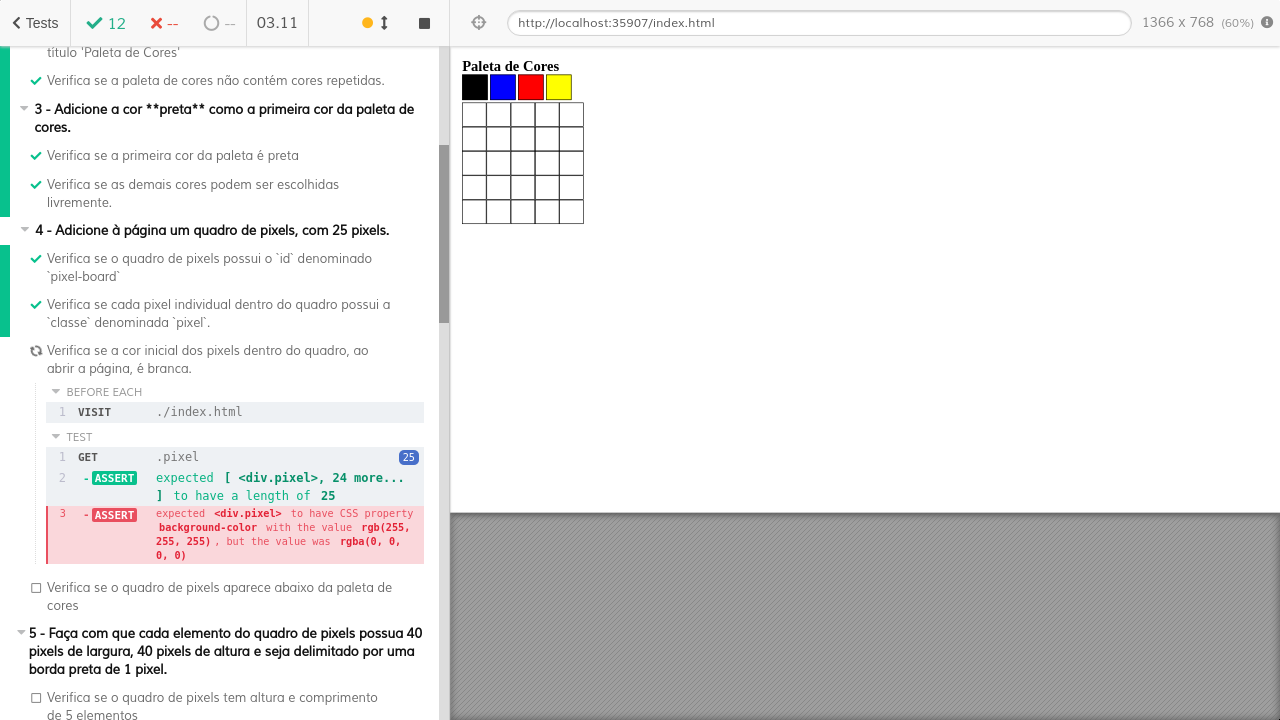 Tests
12
--
--
03.11
http://localhost:35907/index.html
1366 x 768 (60%)
título 'Paleta de Cores'
Verifica se a paleta de cores não contém cores repetidas.
3 - Adicione a cor **preta** como a primeira cor da paleta de
cores.
Verifica se a primeira cor da paleta é preta
Verifica se as demais cores podem ser escolhidas
livremente.
4 - Adicione à página um quadro de pixels, com 25 pixels.
Verifica se o quadro de pixels possui o `id` denominado
`pixel-board`
Verifica se cada pixel individual dentro do quadro possui a
`classe` denominada `pixel`.
Verifica se a cor inicial dos pixels dentro do quadro, ao
abrir a página, é branca.
BEFORE EACH
1 VISIT ./index.html
TEST
1 GET .pixel 25
2 -ASSERT expected [ <div.pixel>, 24 more...
] to have a length of 25
3 -ASSERT expected <div.pixel> to have CSS property
background-color with the value rgb(255,
255, 255), but the value was rgba(0, 0,
0, 0)
Verifica se o quadro de pixels aparece abaixo da paleta de
cores
5 - Faça com que cada elemento do quadro de pixels possua 40
pixels de largura, 40 pixels de altura e seja delimitado por uma
borda preta de 1 pixel.
Verifica se o quadro de pixels tem altura e comprimento
de 5 elementos
Paleta de Cores